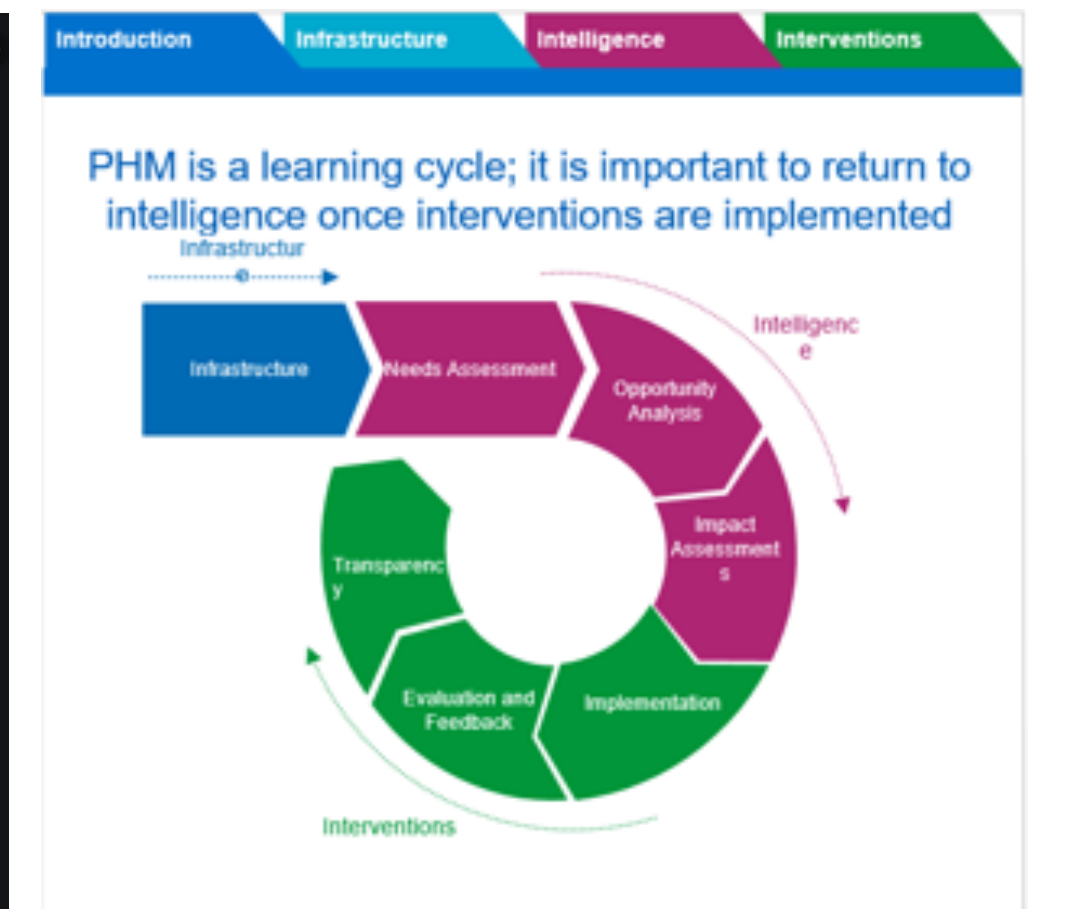 Introduction
Infrastructure
Intelligence
Interventions
PHM is a learning cycle; it is important to return to
intelligence once interventions are implemented
Infrastructur
e
Intelligenc
e
Infrastructure
Needs Assessment
Opportunity
Analysis
Impact
Assessment
s
Transparenc
y
Evaluation and
Feedback
Implementation
Interventions